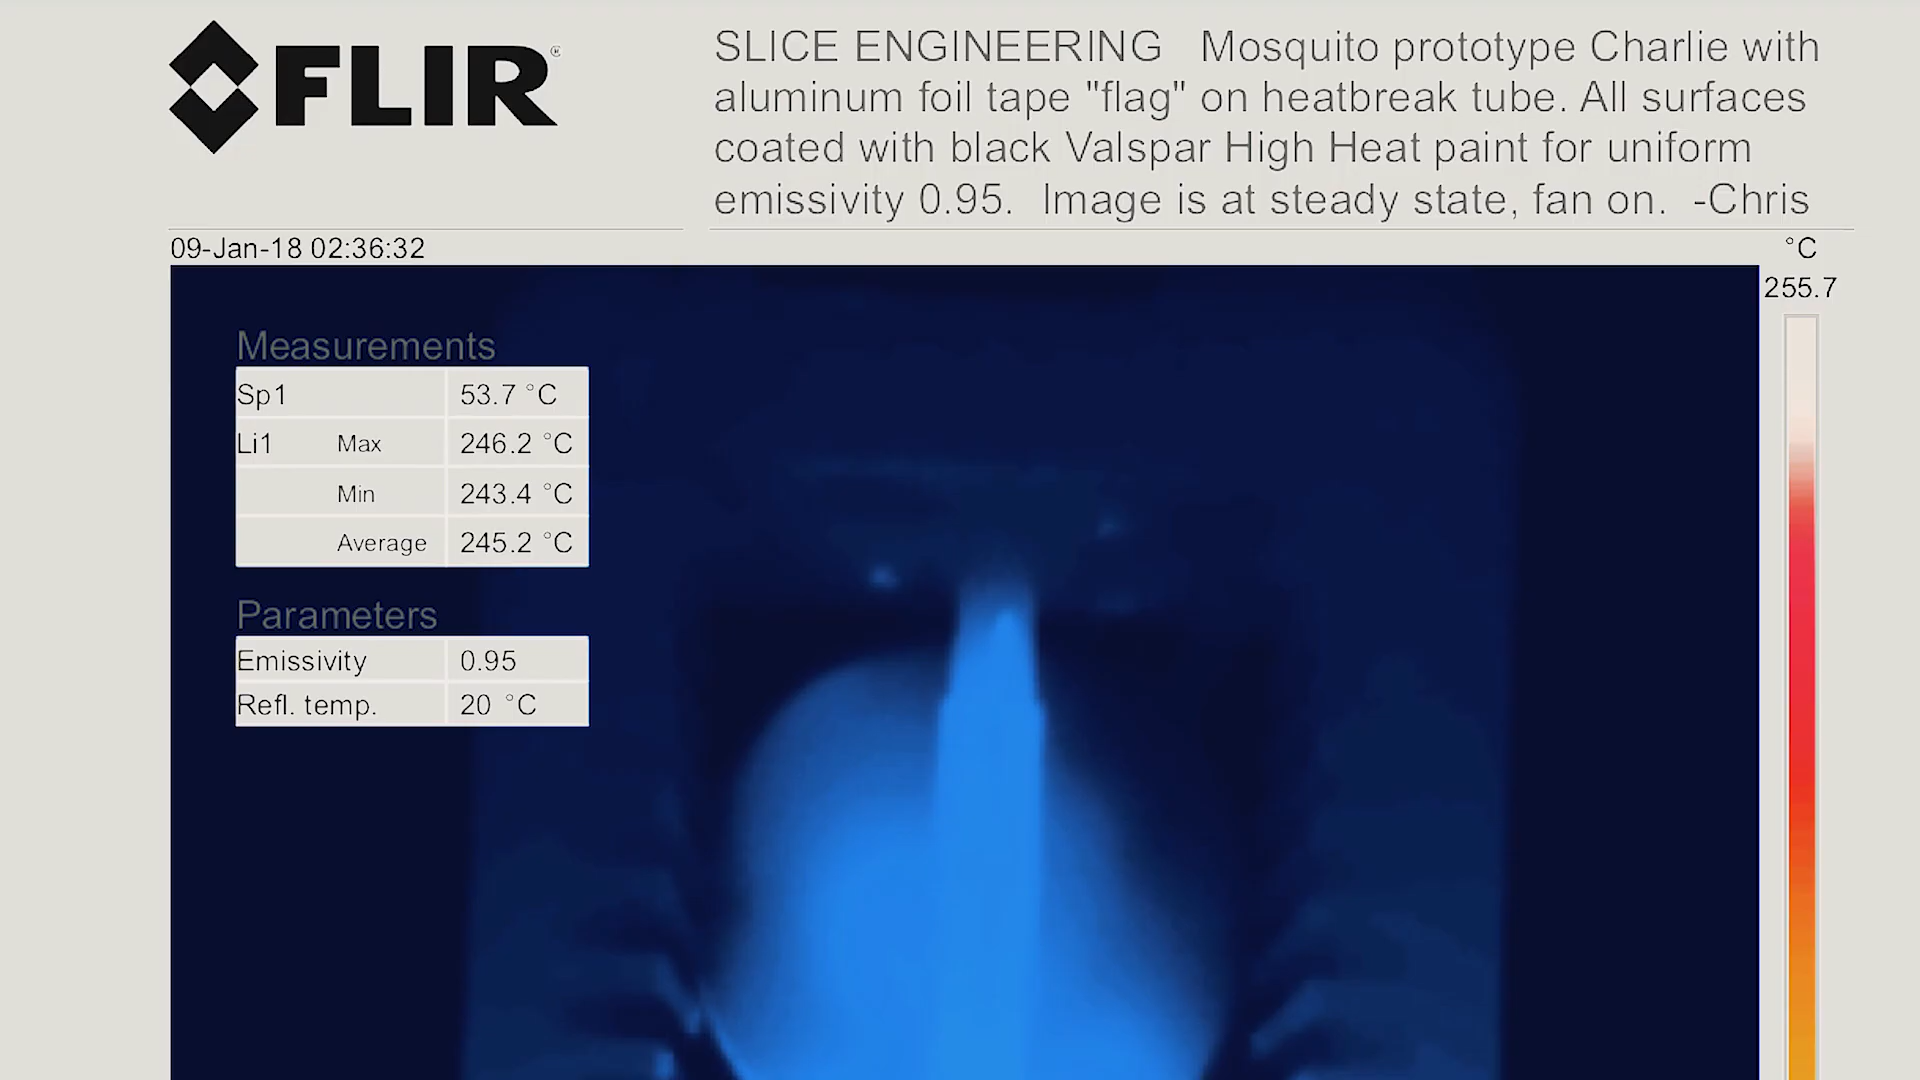 FLIR®
SLICE ENGINEERING Mosquito prototype Charlie with
aluminum foil tape "flag" on heatbreak tube. All surfaces
coated with black Valspar High Heat paint for uniform
emissivity 0.95. Image is at steady state, fan on. -Chris
09-Jan-18 02:36:32
°C
255.7
Measurements
Sp1 53.7 °C
Li1 Max 246.2 °C
Min 243.4 °C
Average 245.2 °C
Parameters
Emissivity 0.95
Refl. temp. 20 °C